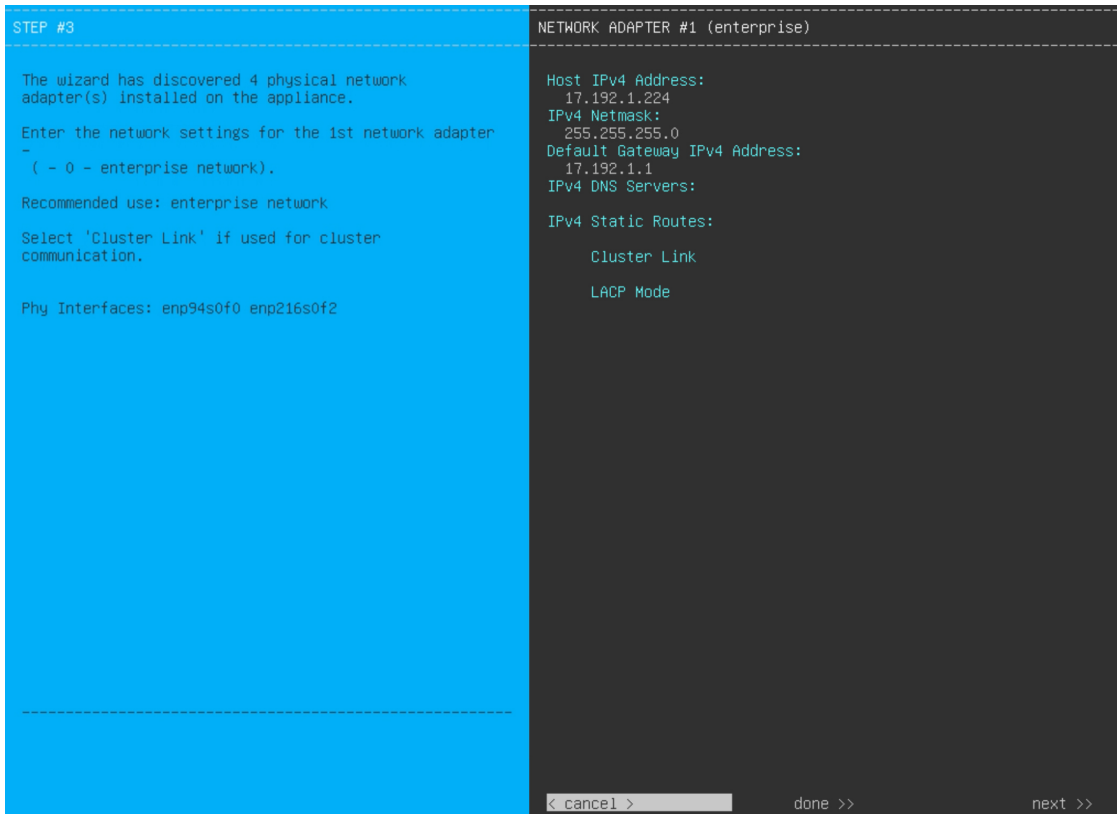 STEP #3
The wizard has discovered 4 physical network
adapter(s) installed on the appliance.
Enter the network settings for the 1st network adapter
-
( - 0 - enterprise network).
Recommended use: enterprise network
Select 'Cluster Link' if used for cluster
communication.
Phy Interfaces: enp94s0f0 enp216s0f2
NETWORK ADAPTER #1 (enterprise)
Host IPv4 Address:
17.192.1.224
IPv4 Netmask:
255.255.255.0
Default Gateway IPv4 Address:
17.192.1.1
IPv4 DNS Servers:
IPv4 Static Routes:
Cluster Link
LACP Mode
< cancel > done >> next >>